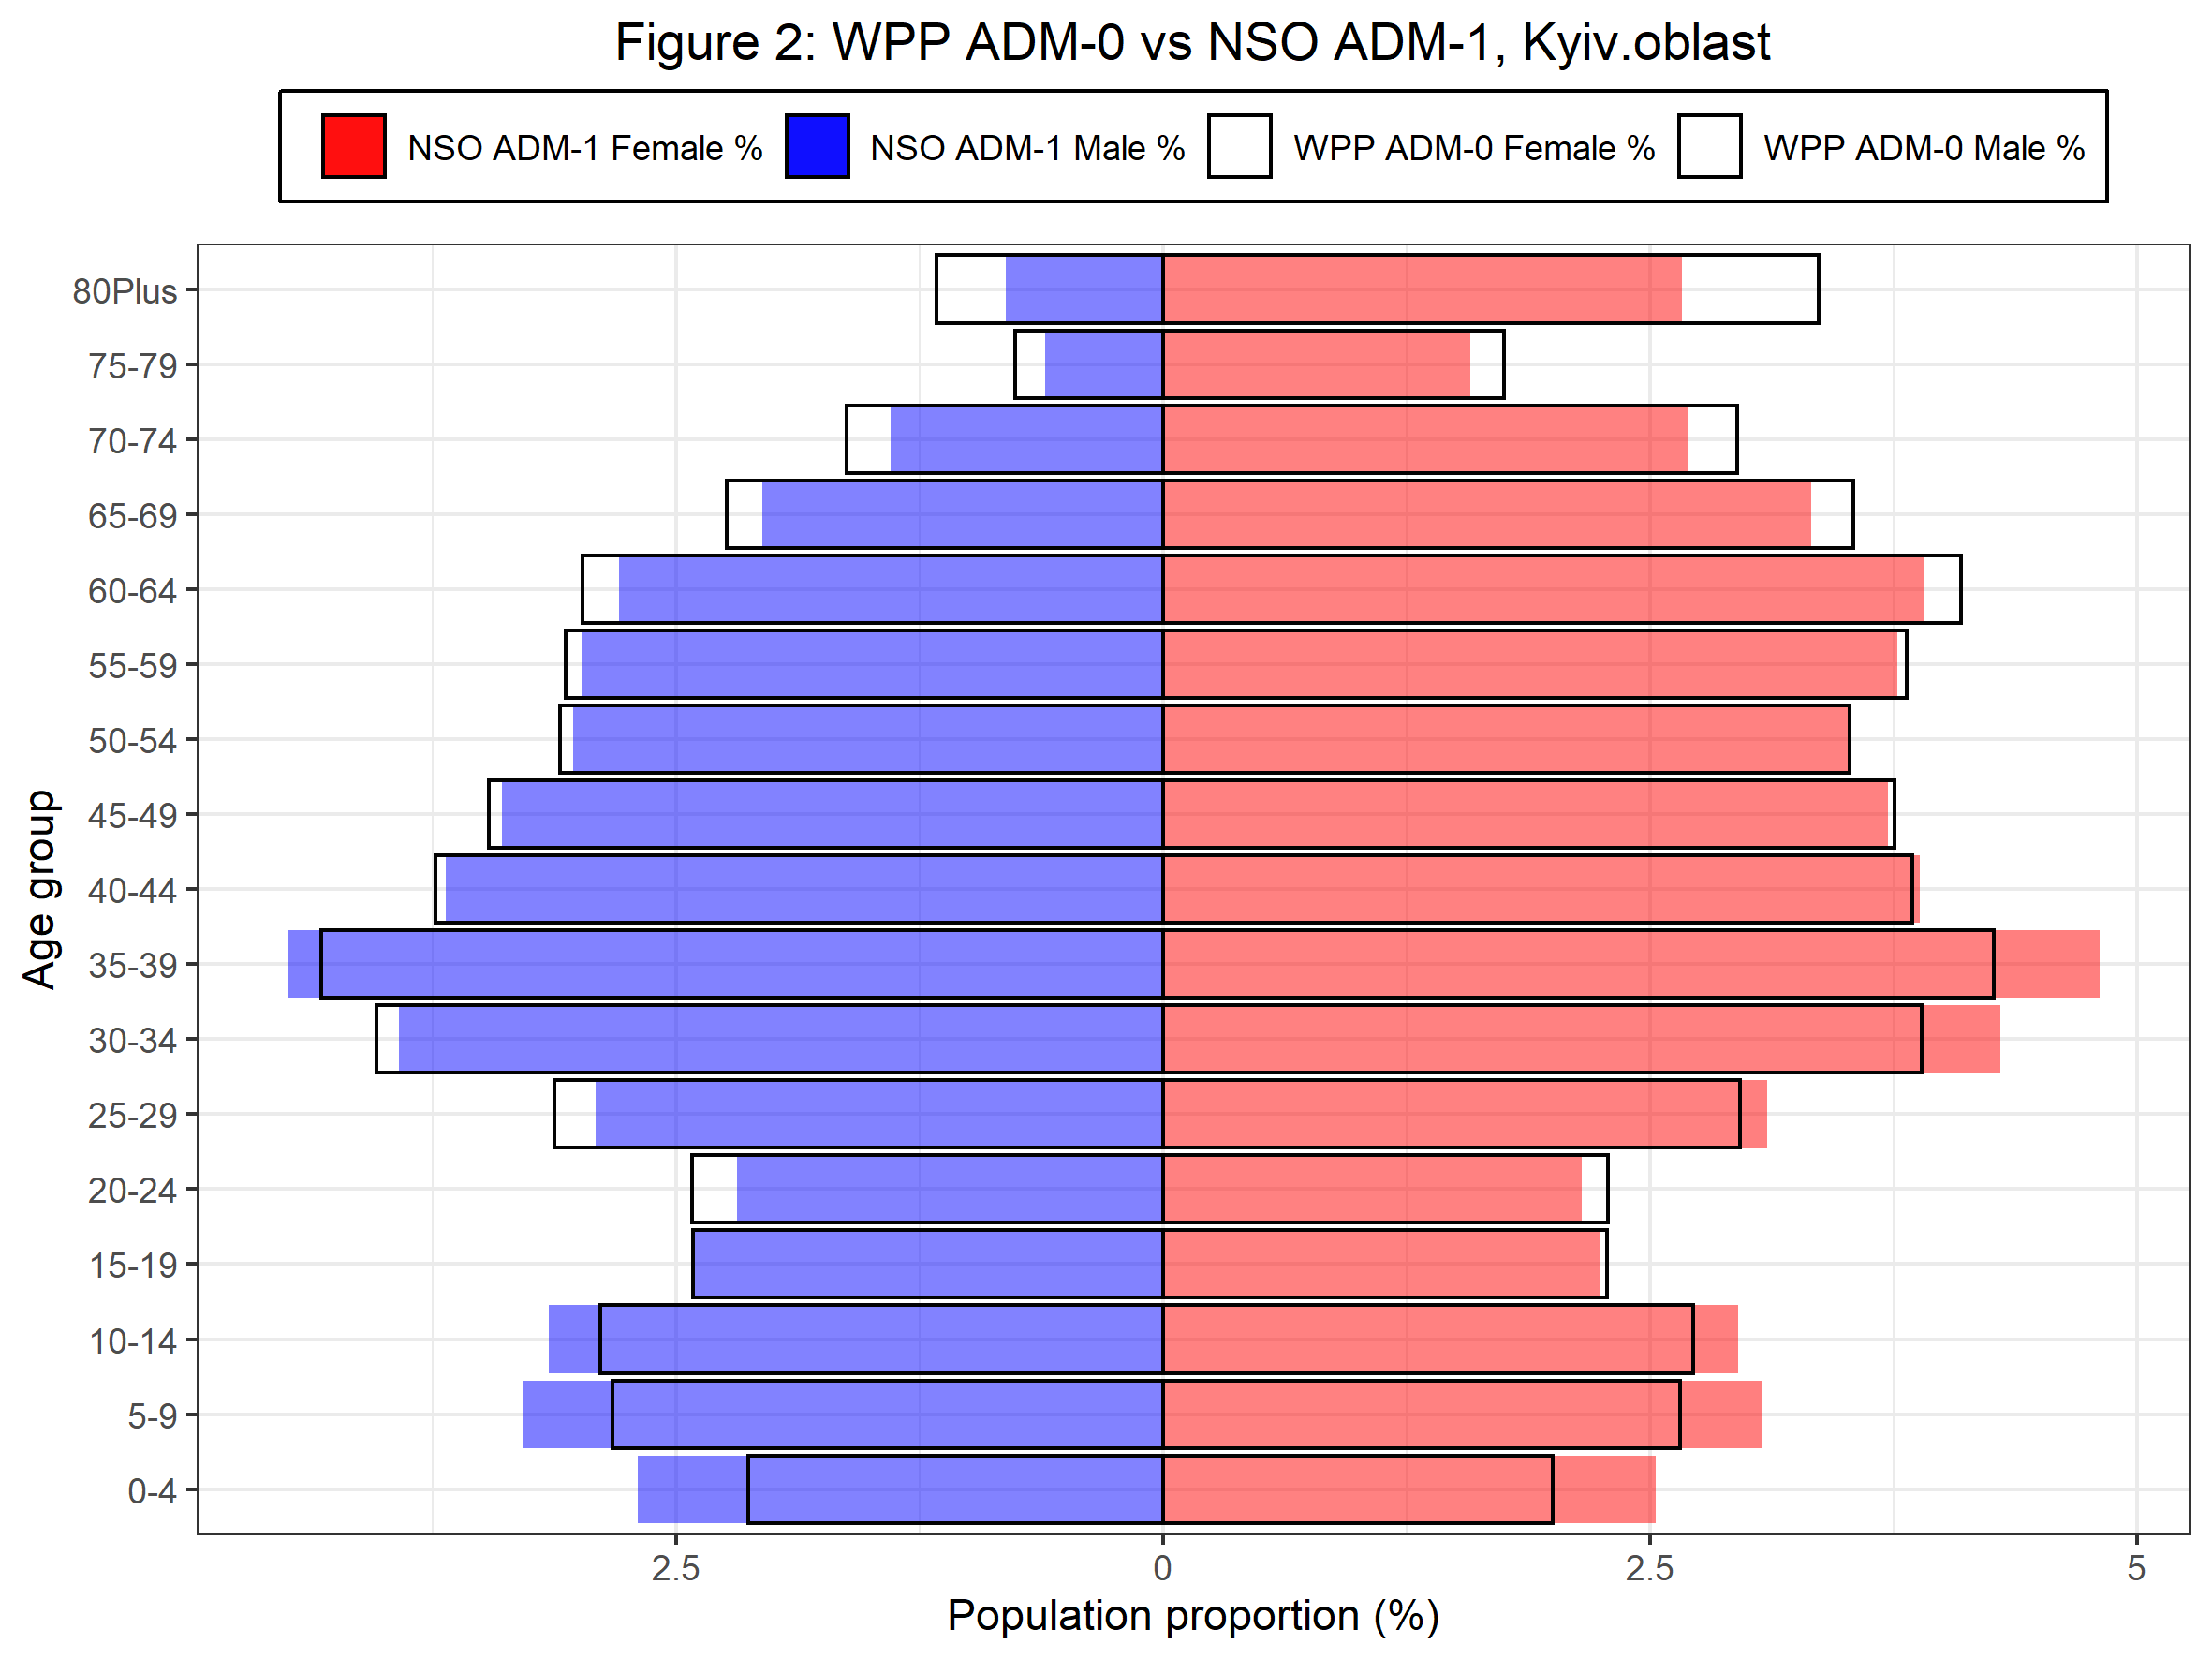 Figure 2: WPP ADM-0 vs NSO ADM-1, Kyiv.oblast
NSO ADM-1 Female %
NSO ADM-1 Male %
WPP ADM-0 Female %
WPP ADM-0 Male %
Age group
80Plus
75-79
70-74
65-69
60-64
55-59
50-54
45-49
40-44
35-39
30-34
25-29
20-24
15-19
10-14
5-9
0-4
2.5
0
2.5
5
Population proportion (%)